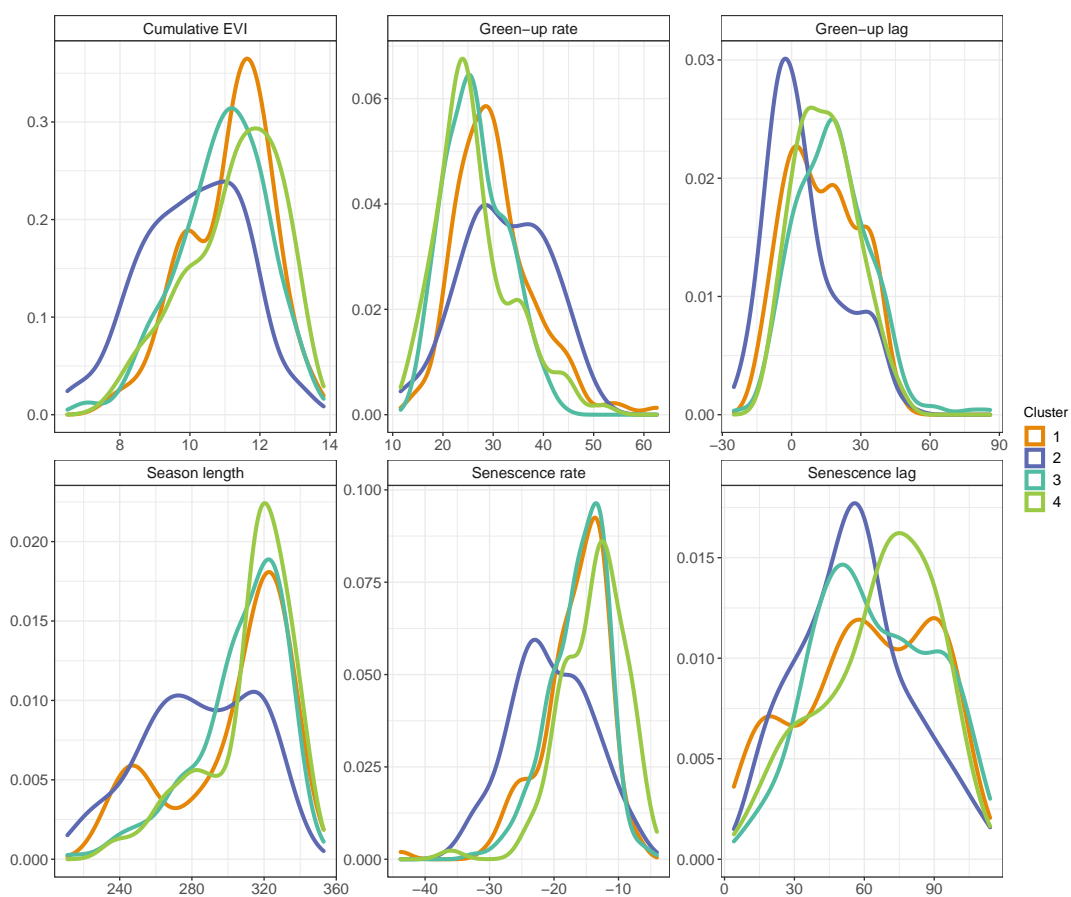 Cumulative EVI
Green−up rate
Green−up lag
0.3
0.2
0.1
0.0
8 10 12 14
0.06
0.04
0.02
0.00
10 20 30 40 50 60
0.03
0.02
0.01
0.00
−30 0 30 60 90
Season length
Senescence rate
Senescence lag
0.020
0.015
0.010
0.005
0.000
240 280 320 360
0.100
0.075
0.050
0.025
0.000
−40 −30 −20 −10
0.015
0.010
0.005
0.000
0 30 60 90
Cluster
1
2
3
4